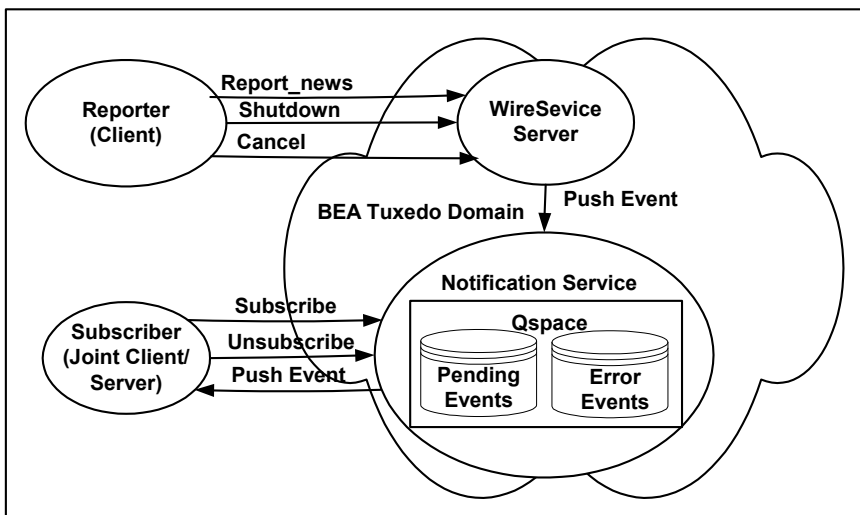 Report_news
Reporter
(Client)
Shutdown
Cancel
WireSevice
Server
BEA Tuxedo Domain
Push Event
Notification Service
Qspace
Pending
Events
Error
Events
Subscribe
Subscriber
(Joint Client/
Server)
Unsubscribe
Push Event